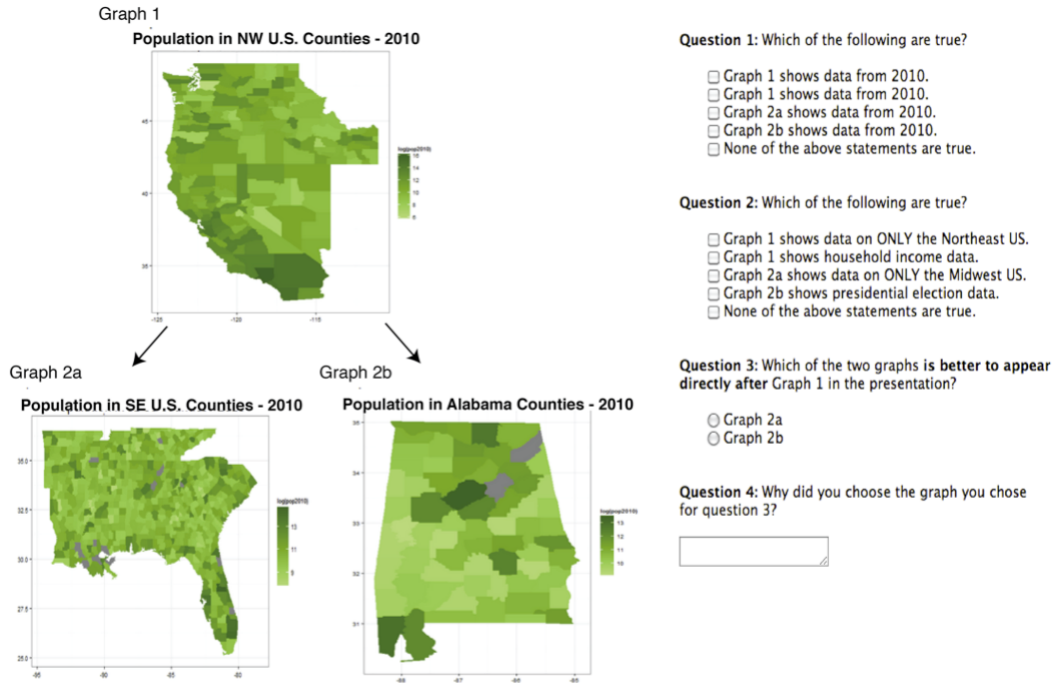 Graph 1
Population in NW U.S. Counties - 2010
45
40
35
-125
-120
-115
log(pop2010)
16
14
12
10
8
6
Graph 2a
Population in SE U.S. Counties - 2010
35.0
32.5
30.0
27.5
25.0
-95
-90
-85
-80
log(pop2010)
13
11
9
Graph 2b
Population in Alabama Counties - 2010
35
34
33
32
31
-88
-87
-86
-85
log(pop2010)
13
12
11
10
Question 1: Which of the following are true?
Graph 1 shows data from 2010.
Graph 1 shows data from 2010.
Graph 2a shows data from 2010.
Graph 2b shows data from 2010.
None of the above statements are true.
Question 2: Which of the following are true?
Graph 1 shows data on ONLY the Northeast US.
Graph 1 shows household income data.
Graph 2a shows data on ONLY the Midwest US.
Graph 2b shows presidential election data.
None of the above statements are true.
Question 3: Which of the two graphs is better to appear
directly after Graph 1 in the presentation?
Graph 2a
Graph 2b
Question 4: Why did you choose the graph you chose
for question 3?